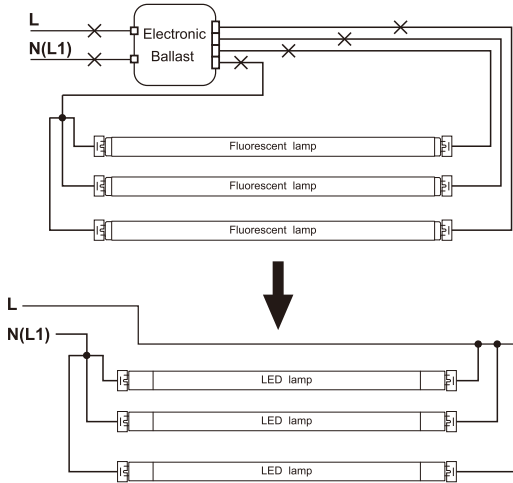 L
N(L1)
Electronic
Ballast
Fluorescent lamp
Fluorescent lamp
Fluorescent lamp
L
N(L1)
LED lamp
LED lamp
LED lamp